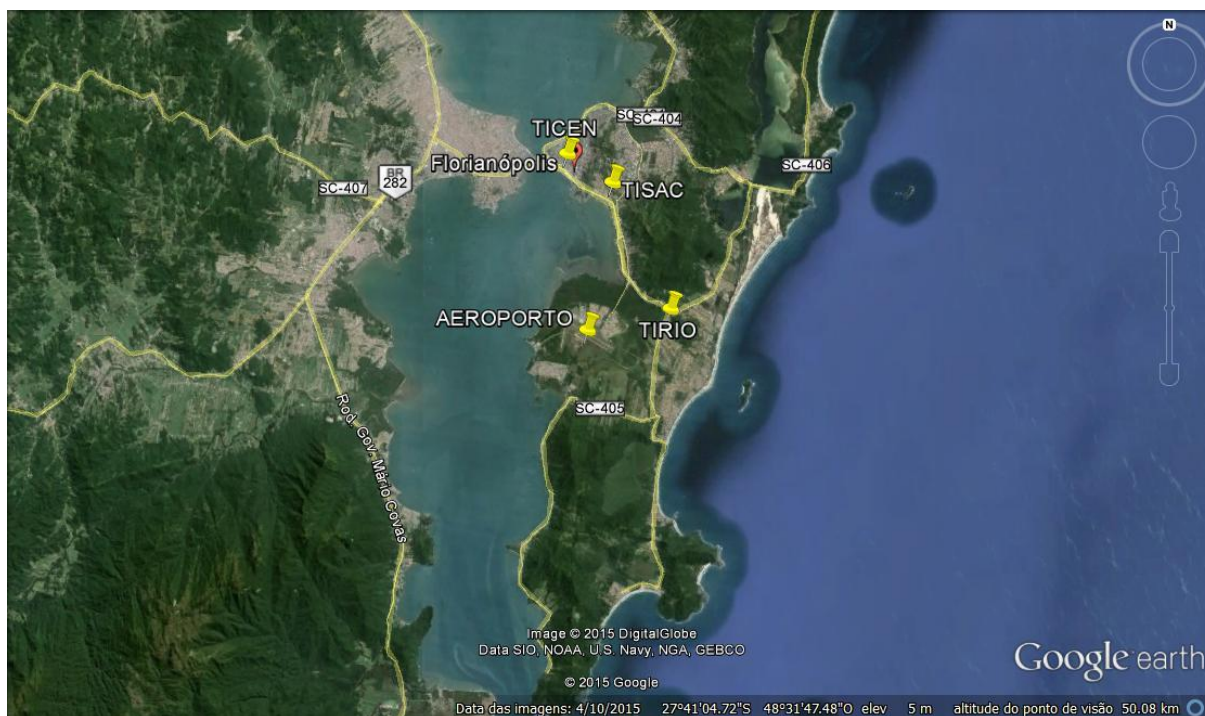 N
TICEN
SC-404
Florianópolis
SC-406
BR
282
SC-407
TISAC
AEROPORTO
TIRIO
SC-405
Rod. Gov. Mário Covas
Image © 2015 DigitalGlobe
Data SIO, NOAA, U.S. Navy, NGA, GEBCO
© 2015 Google
Google earth
Data das imagens: 4/10/2015 27°41'04.72"S 48°31'47.48"O elev 5 m altitude do ponto de visão 50.08 km